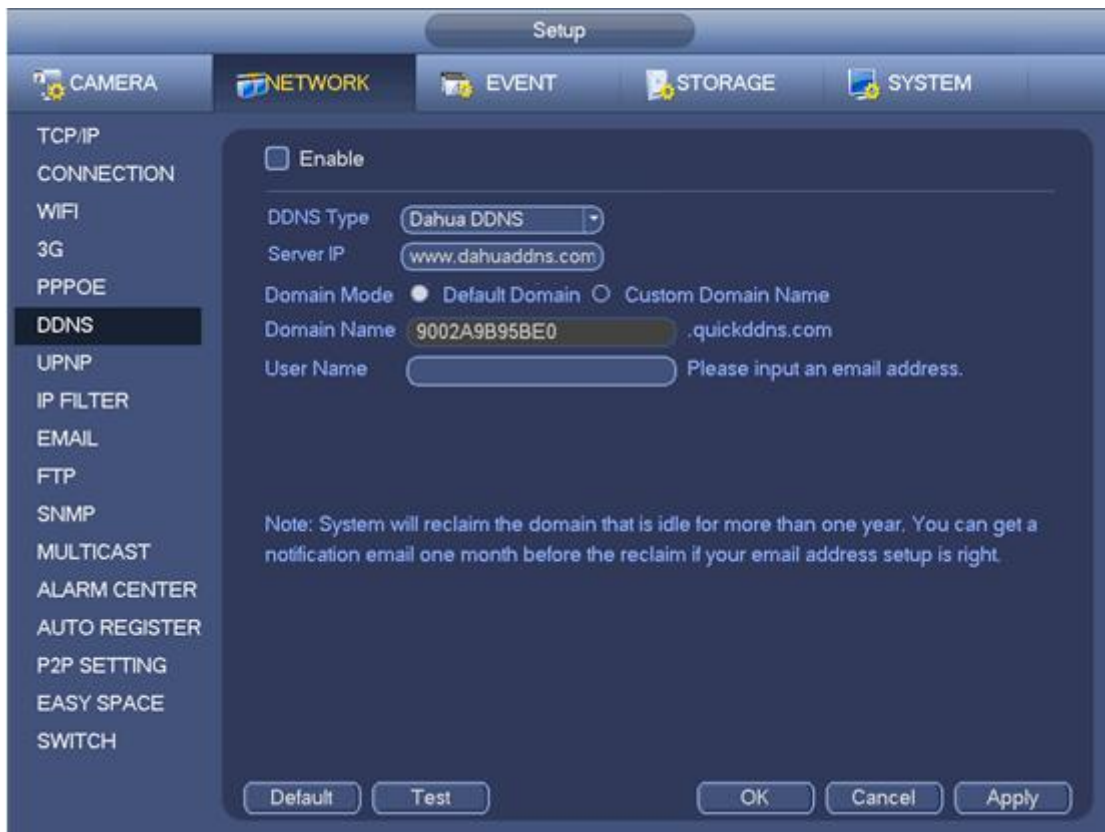 Setup
CAMERA NETWORK EVENT STORAGE SYSTEM
TCP/IP
CONNECTION
WIFI
3G
PPPOE
DDNS
UPNP
IP FILTER
EMAIL
FTP
SNMP
MULTICAST
ALARM CENTER
AUTO REGISTER
P2P SETTING
EASY SPACE
SWITCH
Enable
DDNS Type Dahua DDNS
Server IP www.dahuaddns.com
Domain Mode Default Domain Custom Domain Name
Domain Name 9002A9B95BE0 .quickddns.com
User Name Please input an email address.
Note: System will reclaim the domain that is idle for more than one year. You can get a
notification email one month before the reclaim if your email address setup is right.
Default Test OK Cancel Apply